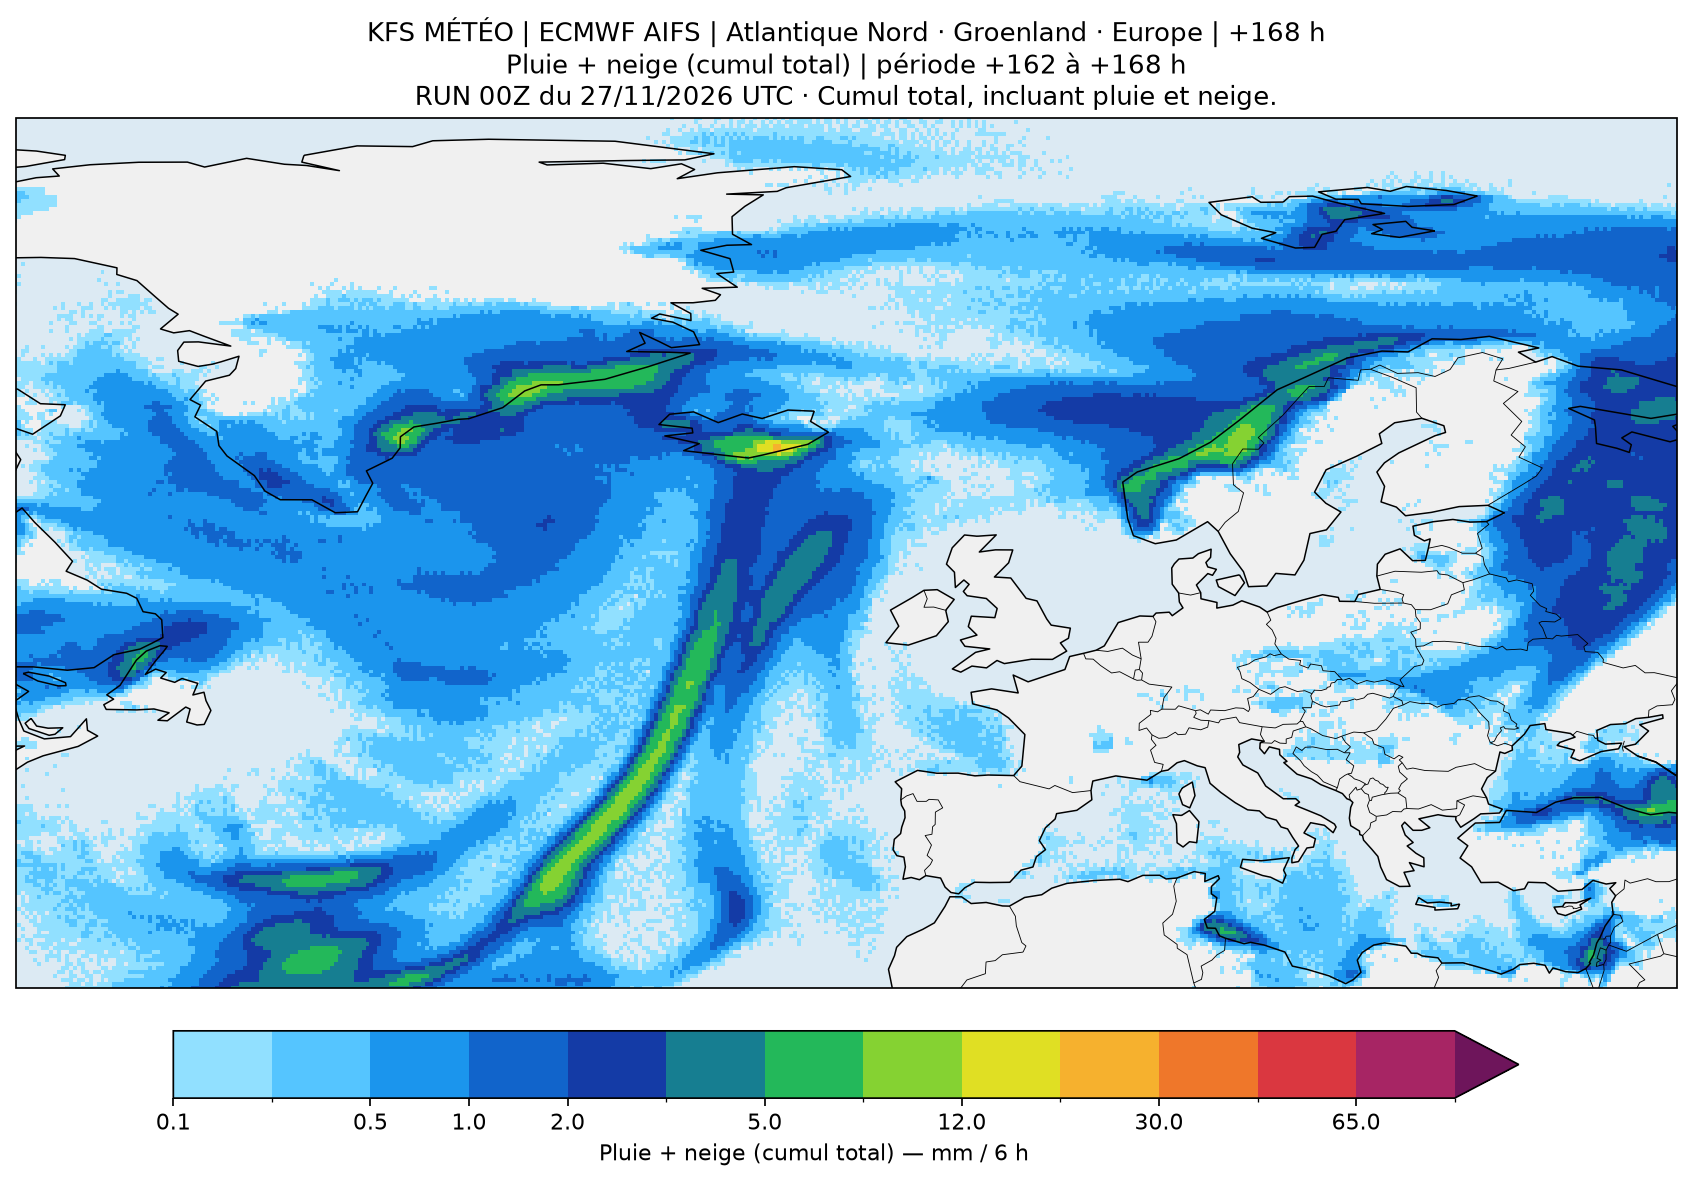 KFS MÉTÉO | ECMWF AIFS | Atlantique Nord · Groenland · Europe | +168 h
Pluie + neige (cumul total) | période +162 à +168 h
RUN 00Z du 27/11/2026 UTC · Cumul total, incluant pluie et neige.
0.1 0.5 1.0 2.0 5.0 12.0 30.0 65.0
Pluie + neige (cumul total) — mm / 6 h